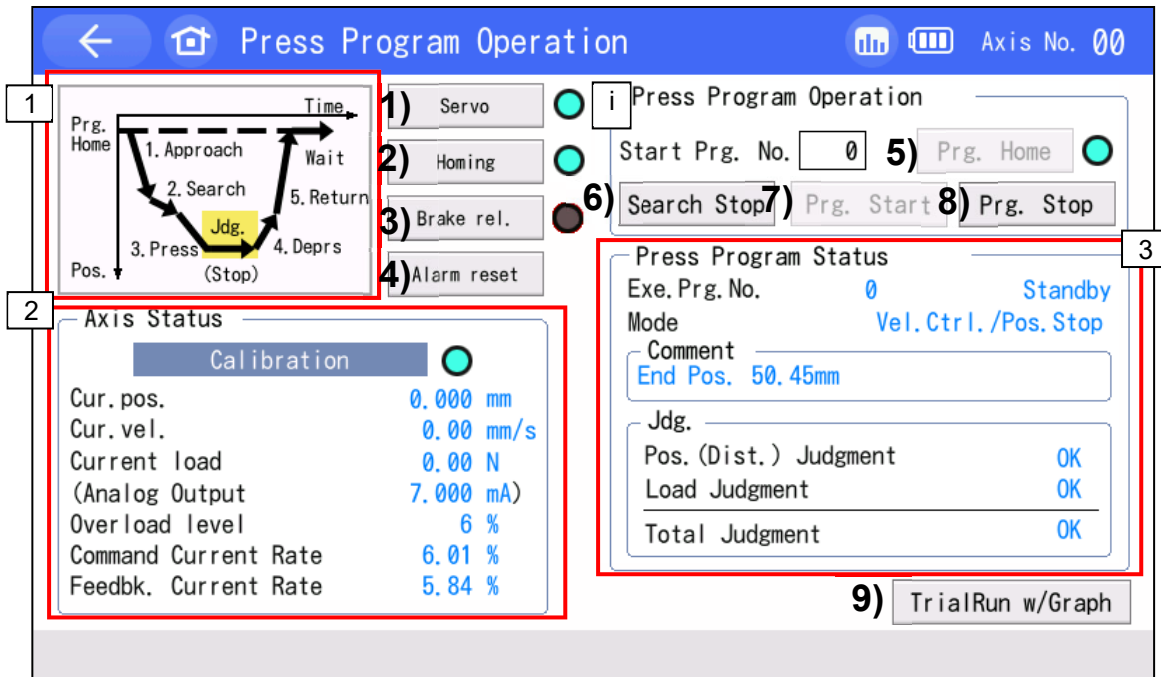 Press Program Operation
Axis No. 00
1
Time
Prg.
Home
1. Approach
Wait
2. Search
5. Return
Jdg.
3. Press
4. Deprs
Pos.
(Stop)
1) Servo
2) Homing
3) Brake rel.
4) Alarm reset
i Press Program Operation
Start Prg. No. 0 5) Prg. Home
6) Search Stop 7) Prg. Start 8) Prg. Stop
2
Axis Status
Calibration
Cur.pos. 0.000 mm
Cur.vel. 0.00 mm/s
Current load 0.00 N
(Analog Output 7.000 mA)
Overload level 6 %
Command Current Rate 6.01 %
Feedbk. Current Rate 5.84 %
3
Press Program Status
Exe.Prg.No. 0 Standby
Mode Vel.Ctrl./Pos.Stop
Comment
End Pos. 50.45mm
Jdg.
Pos.(Dist.) Judgment OK
Load Judgment OK
Total Judgment OK
9) TrialRun w/Graph